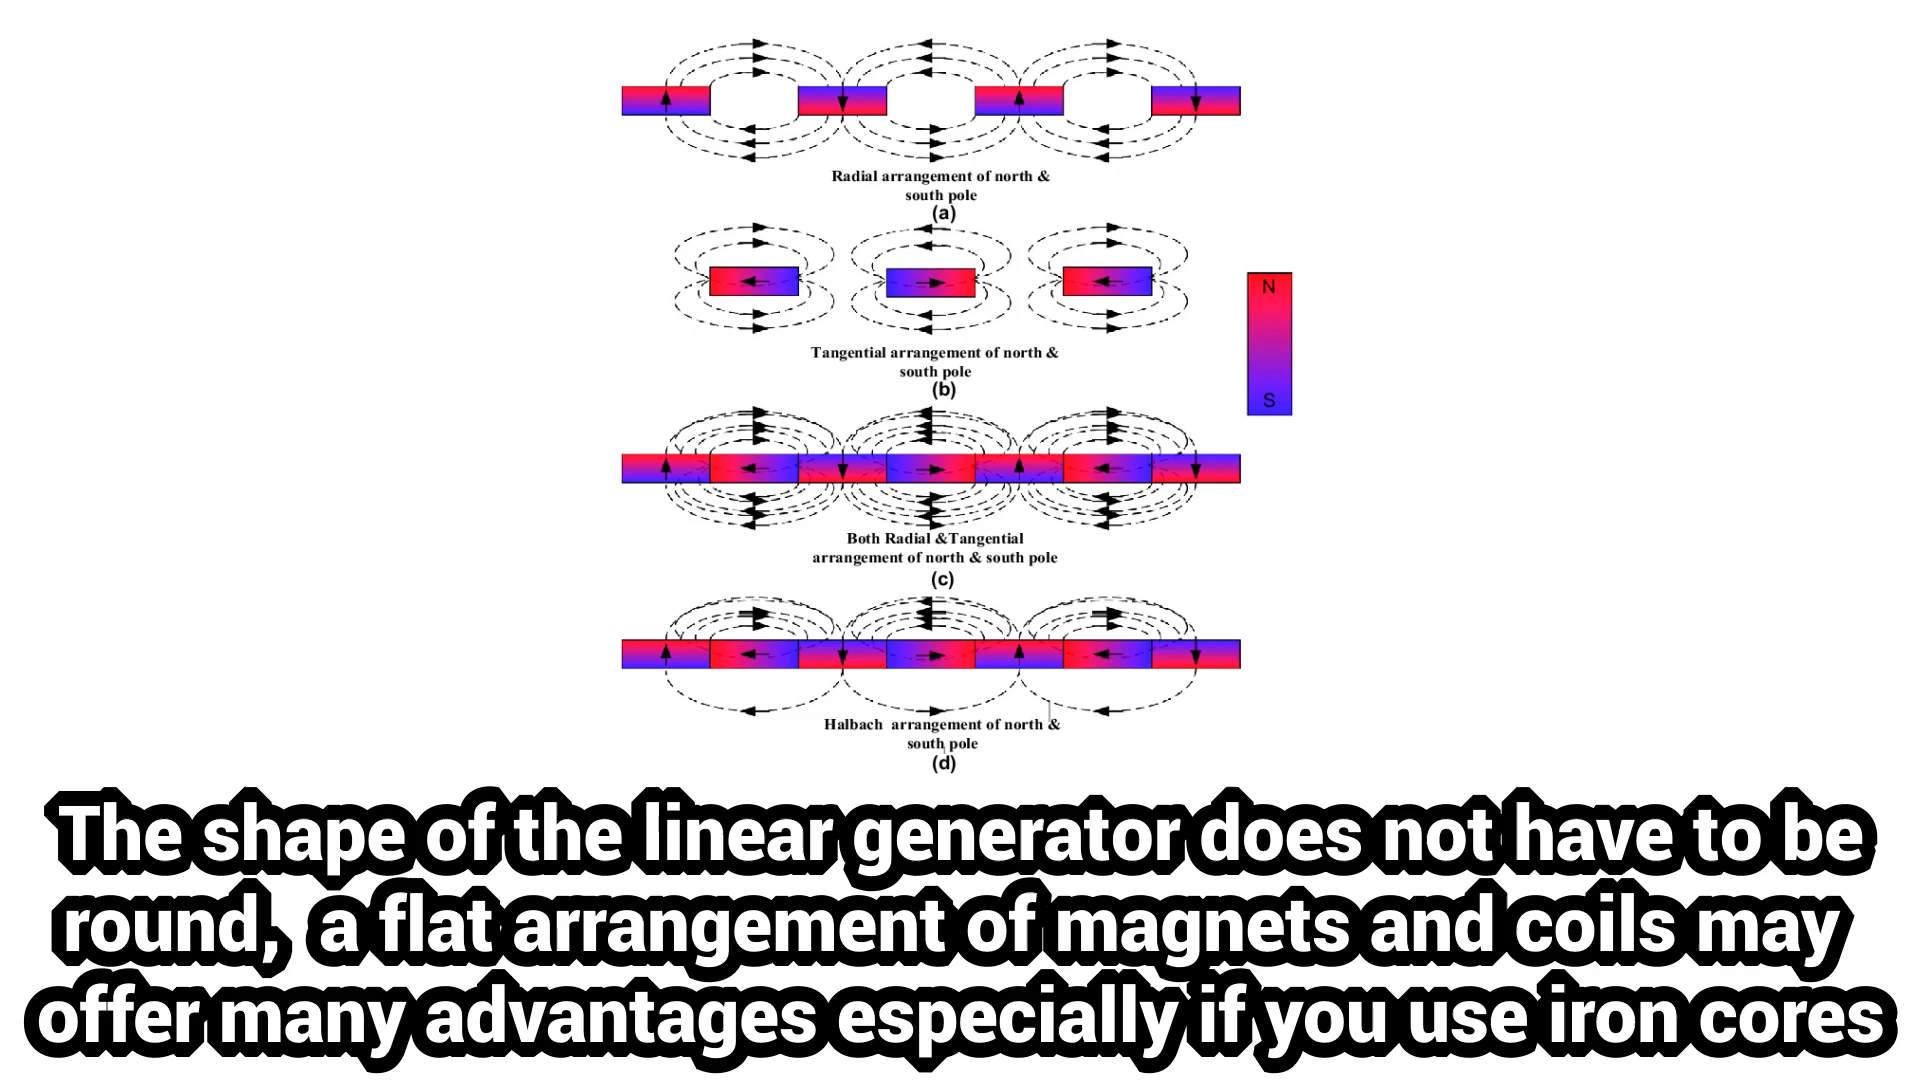 Radial arrangement of north &
south pole
(a)
Tangential arrangement of north &
south pole
(b)
N
S
Both Radial &Tangential
arrangement of north & south pole
(c)
Halbach arrangement of north &
south pole
(d)
The shape of the linear generator does not have to be
round, a flat arrangement of magnets and coils may
offer many advantages especially if you use iron cores